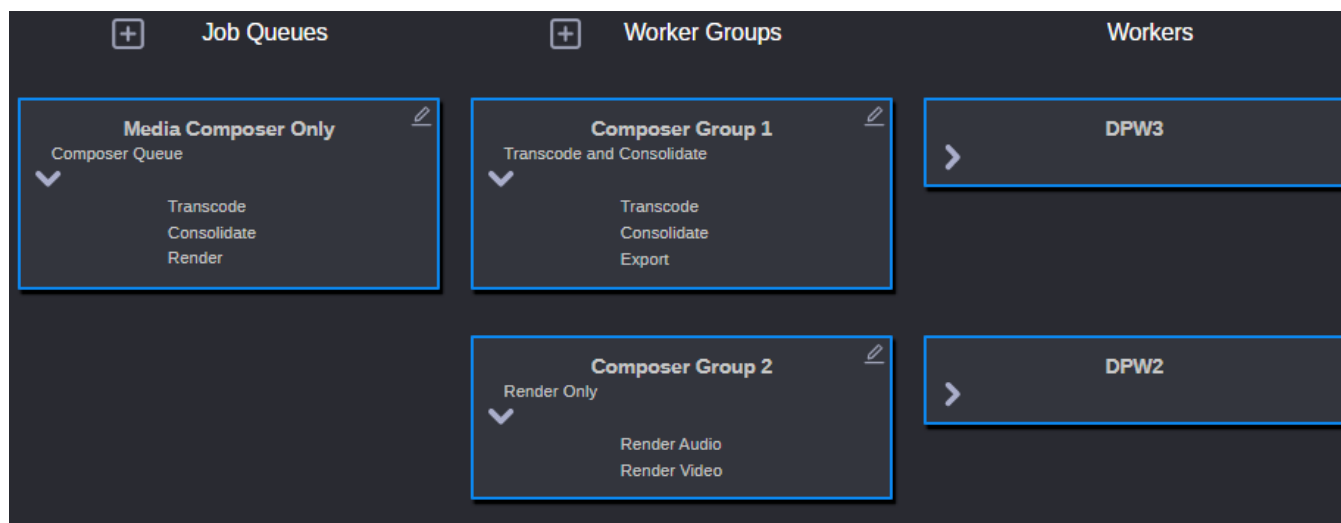 Job Queues
Worker Groups
Workers
Media Composer Only
Composer Queue
Transcode
Consolidate
Render
Composer Group 1
Transcode and Consolidate
Transcode
Consolidate
Export
DPW3
Composer Group 2
Render Only
Render Audio
Render Video
DPW2